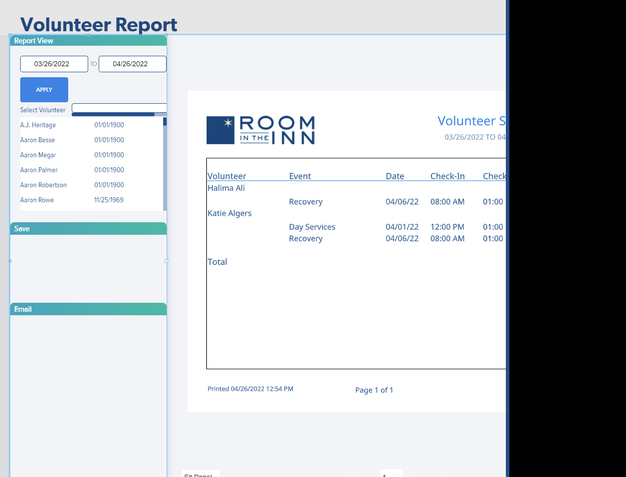 Volunteer Report
Report View
03/26/2022 TO 04/26/2022
APPLY
Select Volunteer
A.J. Heritage 01/01/1900
Aaron Besse 01/01/1900
Aaron Megar 01/01/1900
Aaron Palmer 01/01/1900
Aaron Robertson 01/01/1900
Aaron Rowe 11/25/1969
Save
Email
ROOM
IN THE INN
Volunteer S
03/26/2022 TO 04
Volunteer Event Date Check-In Check
Halima Ali
Recovery 04/06/22 08:00 AM 01:00
Katie Algers
Day Services 04/01/22 12:00 PM 01:00
Recovery 04/06/22 08:00 AM 01:00
Total
Printed 04/26/2022 12:54 PM Page 1 of 1